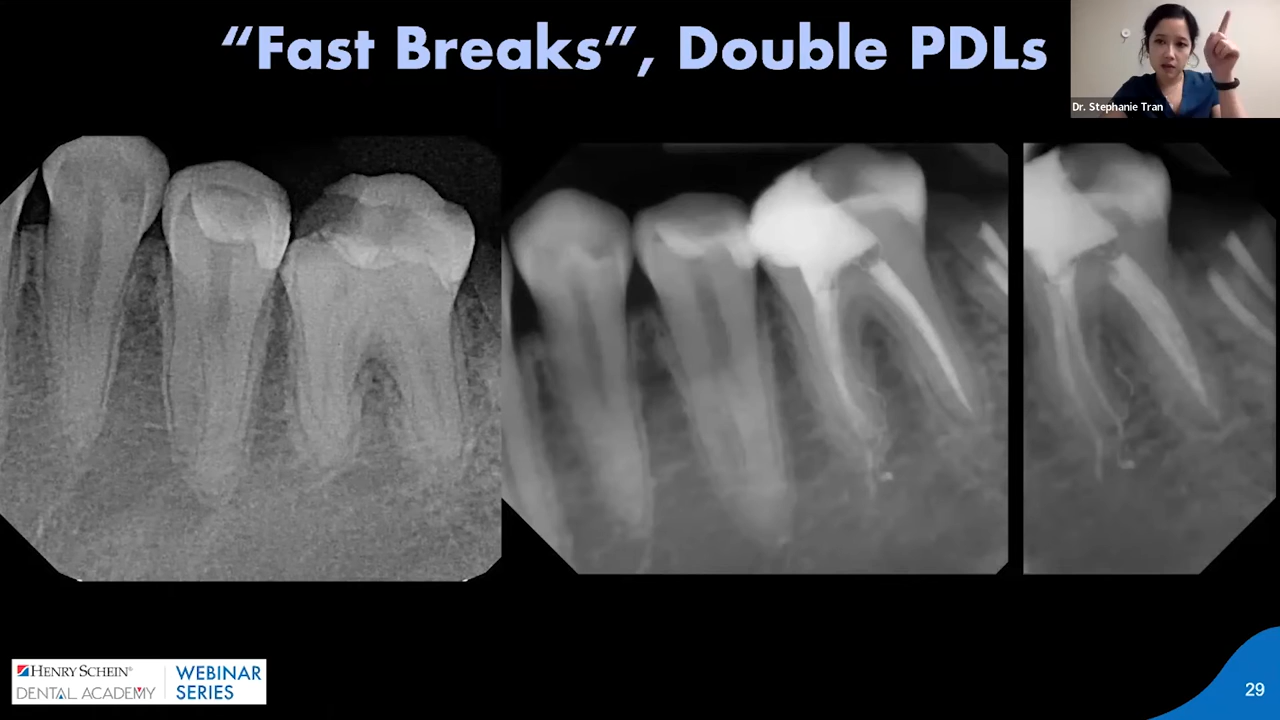 “Fast Breaks”, Double PDLs
Dr. Stephanie Tran
HENRY SCHEIN®
DENTAL ACADEMY
WEBINAR
SERIES
29